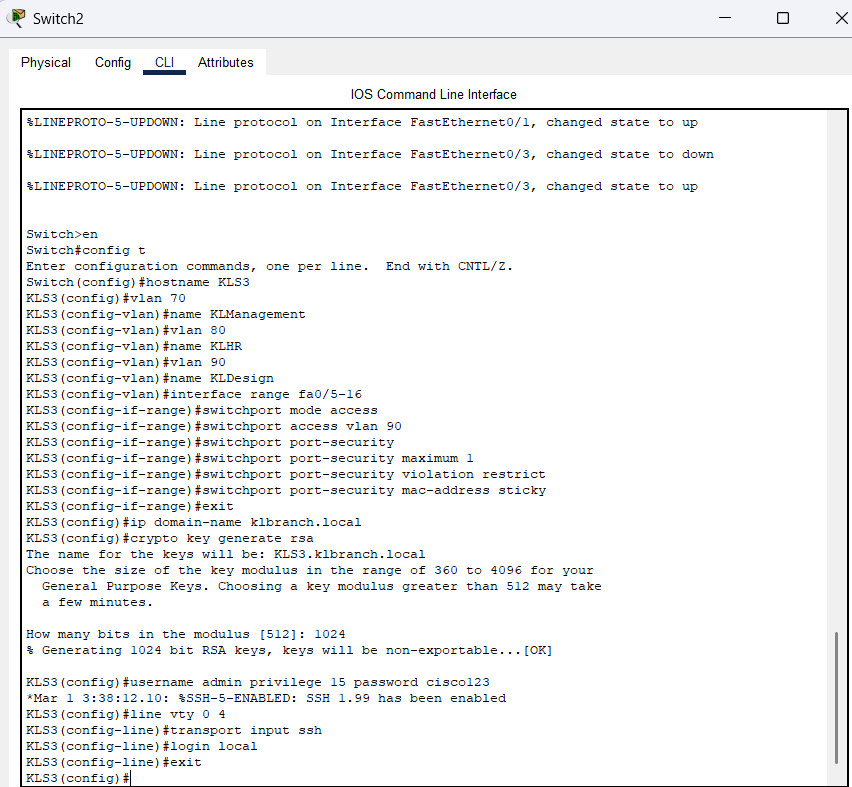 Switch2
Physical Config CLI Attributes
IOS Command Line Interface
%LINEPROTO-5-UPDOWN: Line protocol on Interface FastEthernet0/1, changed state to up
%LINEPROTO-5-UPDOWN: Line protocol on Interface FastEthernet0/3, changed state to down
%LINEPROTO-5-UPDOWN: Line protocol on Interface FastEthernet0/3, changed state to up
Switch>en
Switch#config t
Enter configuration commands, one per line.  End with CNTL/Z.
Switch(config)#hostname KLS3
KLS3(config)#vlan 70
KLS3(config-vlan)#name KLManagement
KLS3(config-vlan)#vlan 80
KLS3(config-vlan)#name KLHR
KLS3(config-vlan)#vlan 90
KLS3(config-vlan)#name KLDesign
KLS3(config-vlan)#interface range fa0/5-16
KLS3(config-if-range)#switchport mode access
KLS3(config-if-range)#switchport access vlan 90
KLS3(config-if-range)#switchport port-security
KLS3(config-if-range)#switchport port-security maximum 1
KLS3(config-if-range)#switchport port-security violation restrict
KLS3(config-if-range)#switchport port-security mac-address sticky
KLS3(config-if-range)#exit
KLS3(config)#ip domain-name klbranch.local
KLS3(config)#crypto key generate rsa
The name for the keys will be: KLS3.klbranch.local
Choose the size of the key modulus in the range of 360 to 4096 for your
General Purpose Keys. Choosing a key modulus greater than 512 may take
a few minutes.
How many bits in the modulus [512]: 1024
% Generating 1024 bit RSA keys, keys will be non-exportable...[OK]
KLS3(config)#username admin privilege 15 password cisco123
*Mar 1 3:38:12.10: %SSH-5-ENABLED: SSH 1.99 has been enabled
KLS3(config)#line vty 0 4
KLS3(config-line)#transport input ssh
KLS3(config-line)#login local
KLS3(config-line)#exit
KLS3(config)#